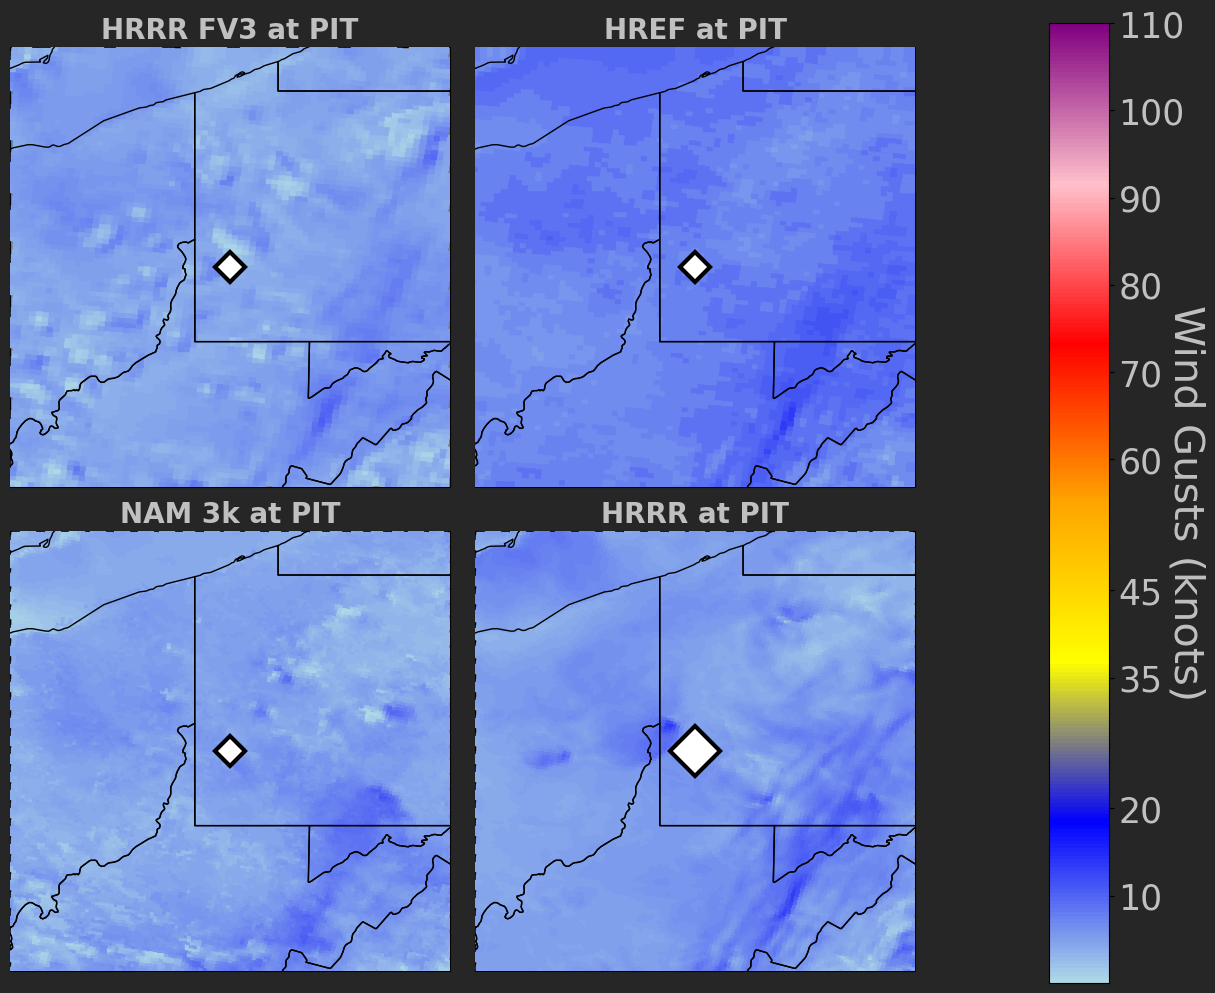 HRRR FV3 at PIT
HREF at PIT
NAM 3k at PIT
HRRR at PIT
110
100
90
80
70
60
45
35
20
10
Wind Gusts (knots)